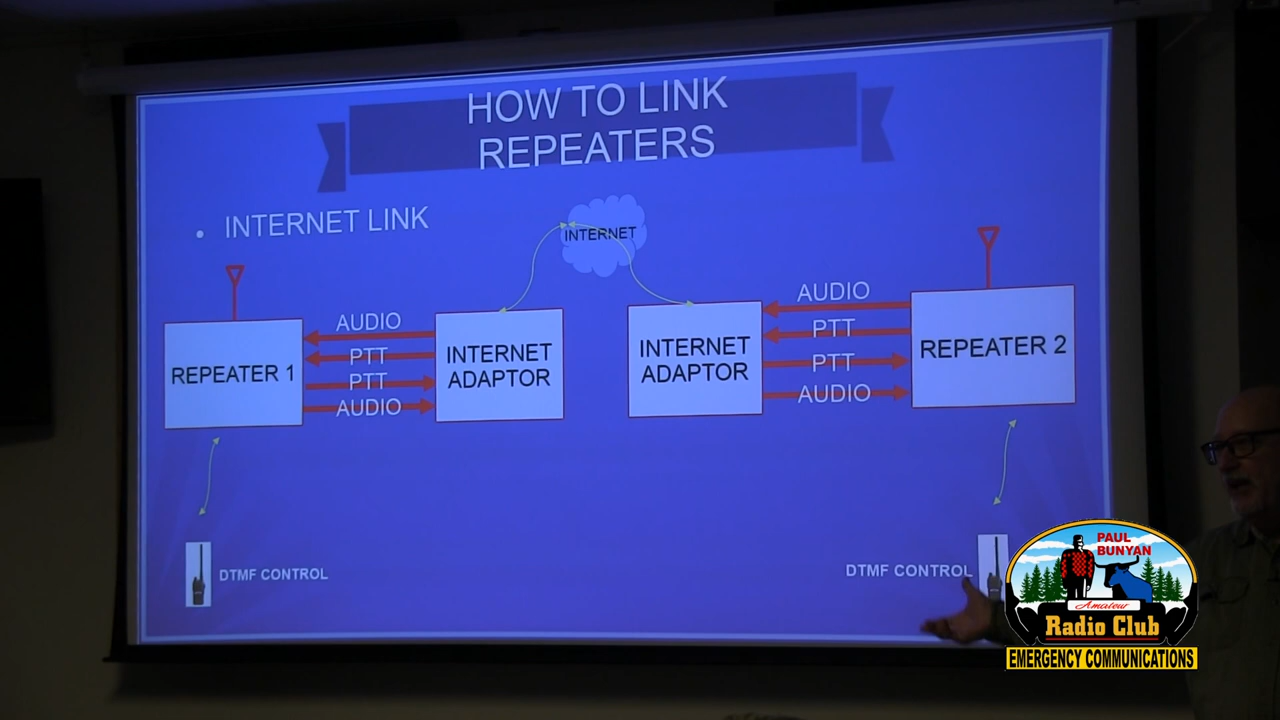 HOW TO LINK
REPEATERS
• INTERNET LINK
INTERNET
REPEATER 1
AUDIO
PTT
PTT
AUDIO
INTERNET
ADAPTOR
INTERNET
ADAPTOR
AUDIO
PTT
PTT
AUDIO
REPEATER 2
DTMF CONTROL
DTMF CONTROL
PAUL
BUNYAN
Amateur
Radio Club
EMERGENCY COMMUNICATIONS